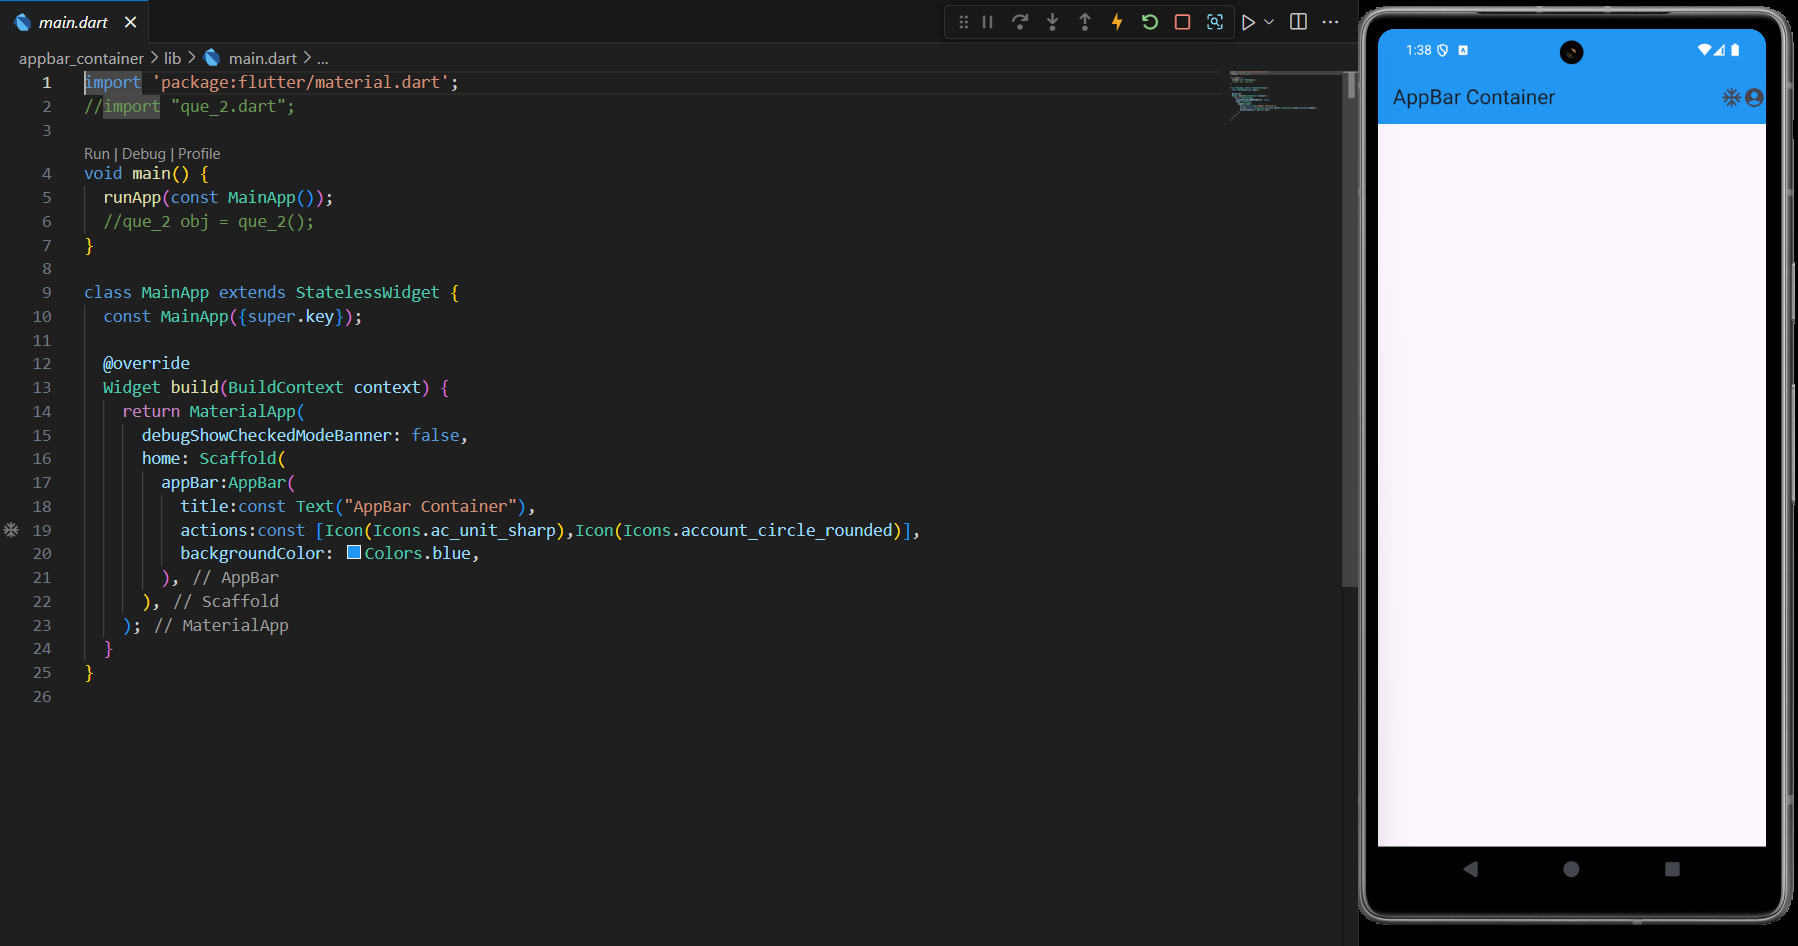 main.dart
appbar_container > lib > main.dart > ...
1 import 'package:flutter/material.dart';
2 //import "que_2.dart";
3
Run | Debug | Profile
4 void main() {
5 runApp(const MainApp());
6 //que_2 obj = que_2();
7 }
8
9 class MainApp extends StatelessWidget {
10 const MainApp({super.key});
11
12 @override
13 Widget build(BuildContext context) {
14 return MaterialApp(
15 debugShowCheckedModeBanner: false,
16 home: Scaffold(
17 appBar:AppBar(
18 title:const Text("AppBar Container"),
19 actions:const [Icon(Icons.ac_unit_sharp),Icon(Icons.account_circle_rounded)],
20 backgroundColor: Colors.blue,
21 ), // AppBar
22 ), // Scaffold
23 ); // MaterialApp
24 }
25 }
26
1:38
AppBar Container